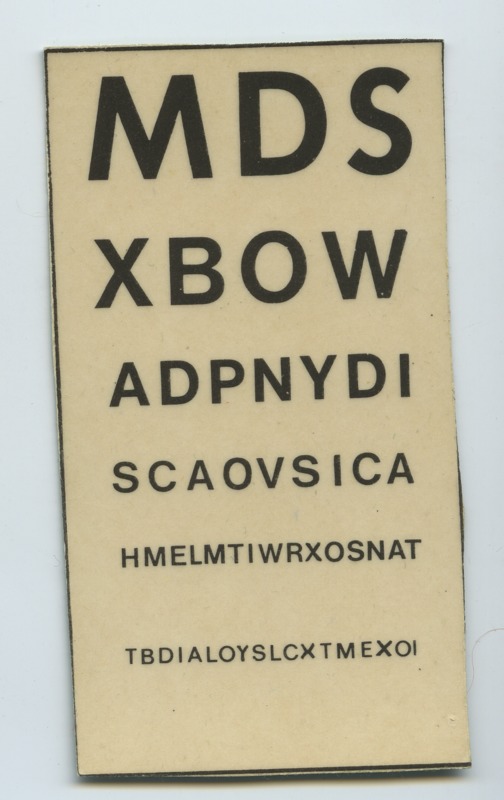 MDS
XBOW
ADPNYDI
SCAOVSICA
HMELMTIWRXOSNAT
TBDIALOYSLCXTMEXOI